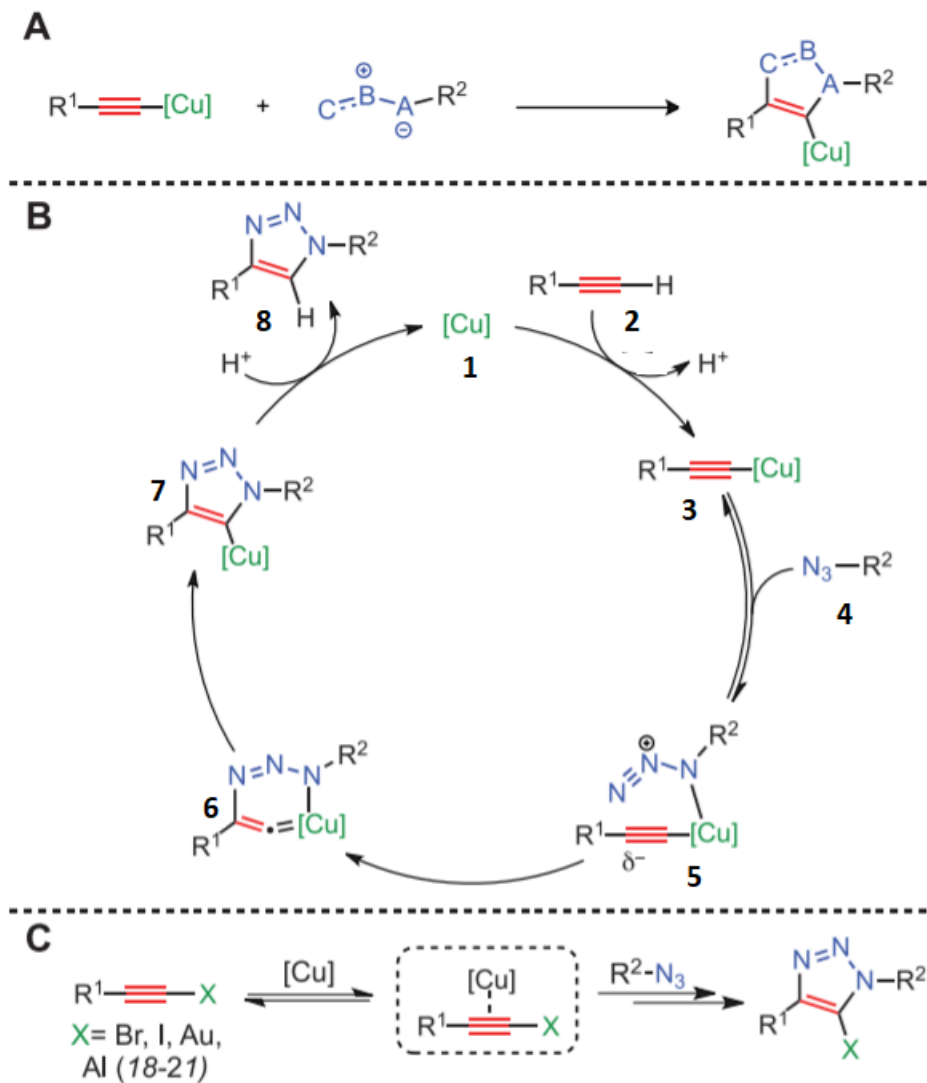 A
R¹ [Cu] + C B ⊕ A ⊖ R² C B A R² R¹ [Cu]
B
N N N R² R¹ H
8
H⁺
[Cu]
1
R¹ H
2
H⁺
R¹ [Cu]
3
N₃ R²
4
R² ⊕ N N N
R¹ [Cu]
δ−
5
N N N R²
6
R¹ [Cu]
N N N R²
7
R¹ [Cu]
C
R¹ X
X= Br, I, Au,
Al (18-21)
[Cu]
[Cu]
R¹ X
R²-N₃
N N N R²
R¹ X